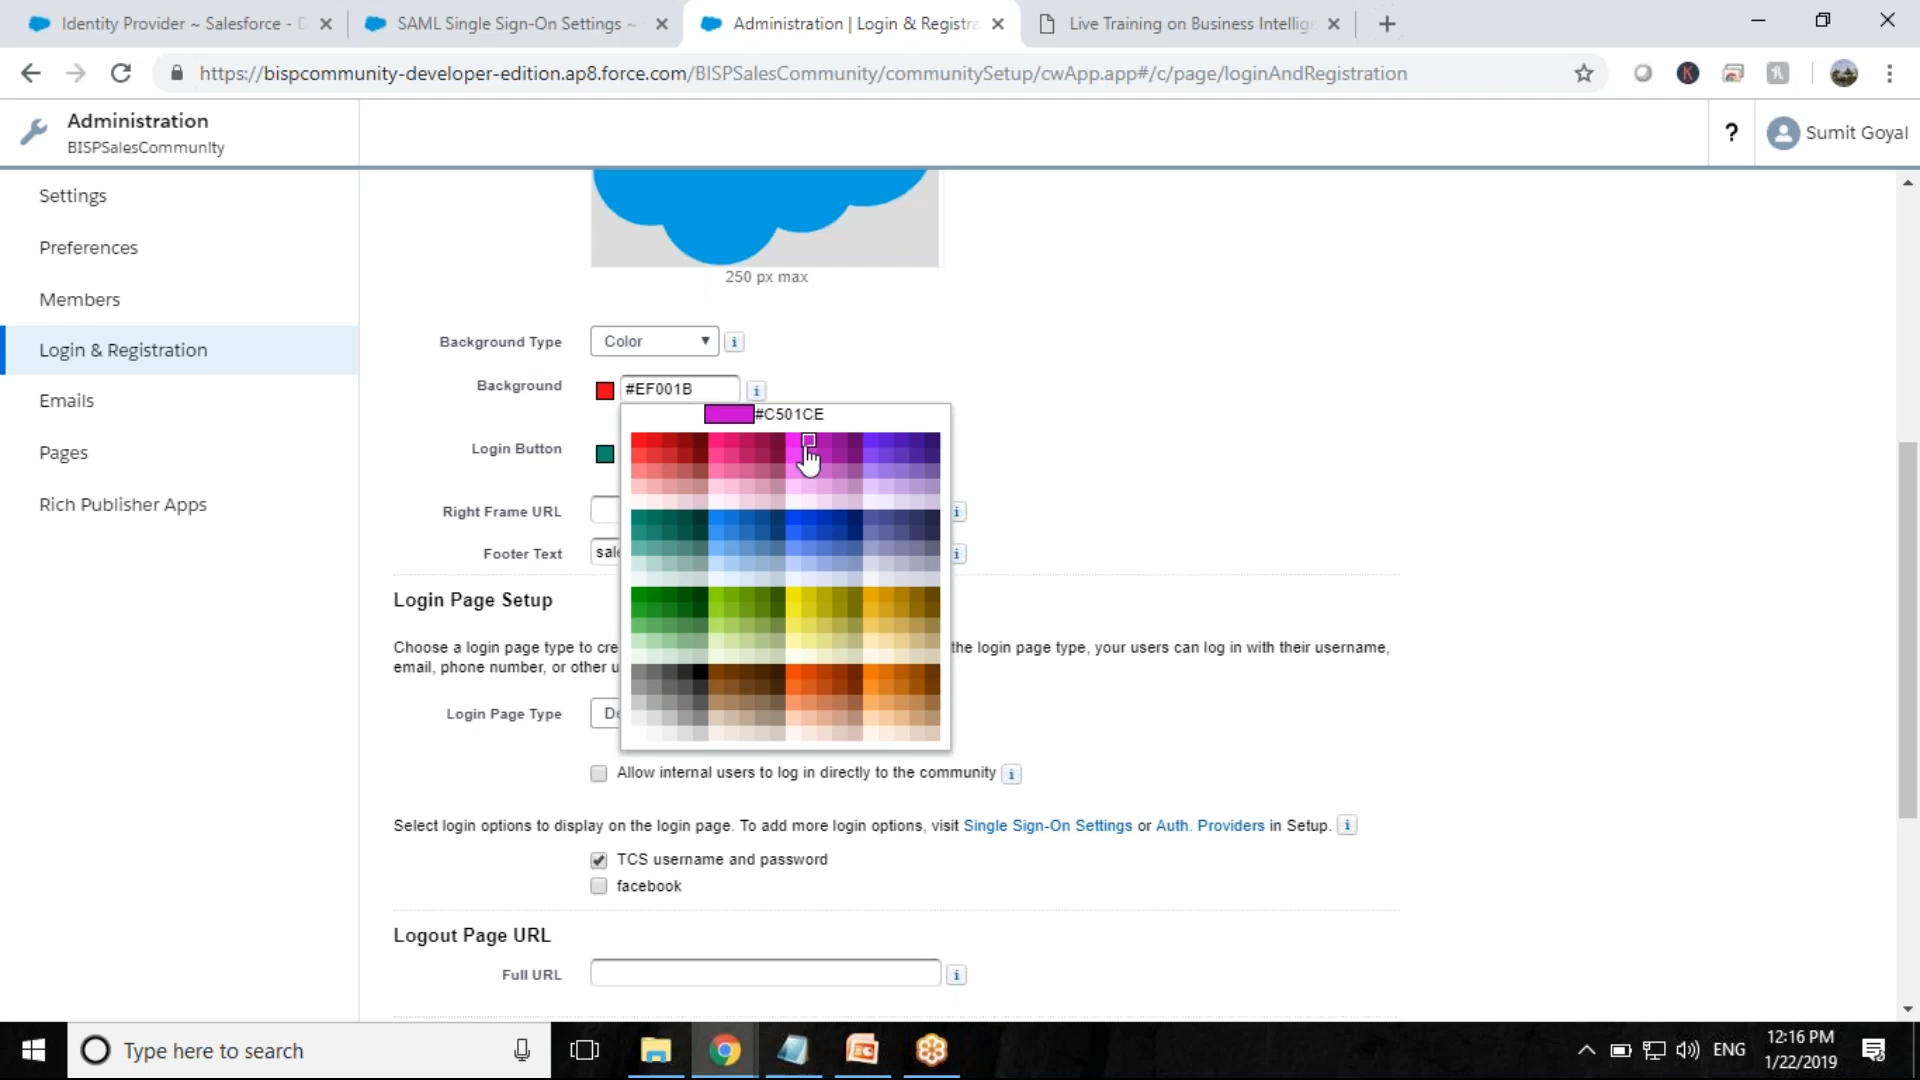 Identity Provider ~ Salesforce - D
SAML Single Sign-On Settings ~
Administration | Login & Registra
Live Training on Business Intellig
https://bispcommunity-developer-edition.ap8.force.com/BISPSalesCommunity/communitySetup/cwApp.app#/c/page/loginAndRegistration
Administration
BISPSalesCommunIty
?
Sumit Goyal
Settings
Preferences
Members
Login & Registration
Emails
Pages
Rich Publisher Apps
250 px max
Background Type
Color
Background
#EF001B
#C501CE
Login Button
Right Frame URL
Footer Text
sale
Login Page Setup
Choose a login page type to cre
the login page type, your users can log in with their username,
email, phone number, or other u
Login Page Type
De
Allow internal users to log in directly to the community
Select login options to display on the login page. To add more login options, visit Single Sign-On Settings or Auth. Providers in Setup.
TCS username and password
facebook
Logout Page URL
Full URL
Type here to search
ENG
12:16 PM
1/22/2019